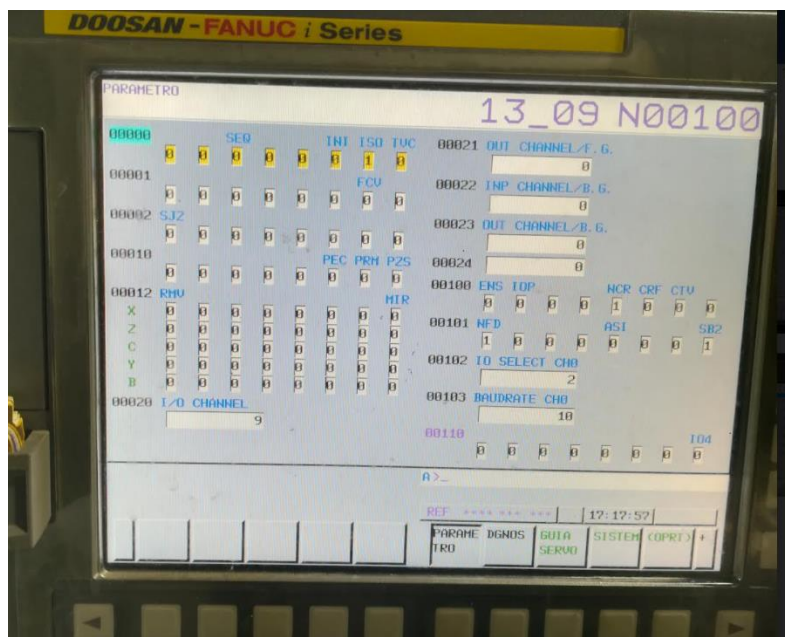 DOOSAN-FANUC i Series
PARAMETRO
13_09 N00100
00000 SEQ INI ISO TVC
0 0 0 0 0 0 1 0
00001 FCV
0 0 0 0 0 0 0 0
00002 SJZ
0 0 0 0 0 0 0 0
00010 PEC PRM PZS
0 0 0 0 0 0 0 0
00012 RMV MIR
X 0 0 0 0 0 0 0 0
Z 0 0 0 0 0 0 0 0
C 0 0 0 0 0 0 0 0
Y 0 0 0 0 0 0 0 0
B 0 0 0 0 0 0 0 0
00020 I/O CHANNEL
9
00021 OUT CHANNEL/F.G.
0
00022 INP CHANNEL/B.G.
0
00023 OUT CHANNEL/B.G.
0
00024 0
00100 ENS IOP NCR CRF CTV
0 0 0 0 1 0 0 0
00101 NFD ASI SB2
1 0 0 0 0 0 0 1
00102 IO SELECT CH0
2
00103 BAUDRATE CH0
10
00110 IO4
0 0 0 0 0 0 0 0
A>_
REF **** *** *** 17:17:57
PARAME DGNOS GUIA SISTEM (OPRT) +
TRO SERVO